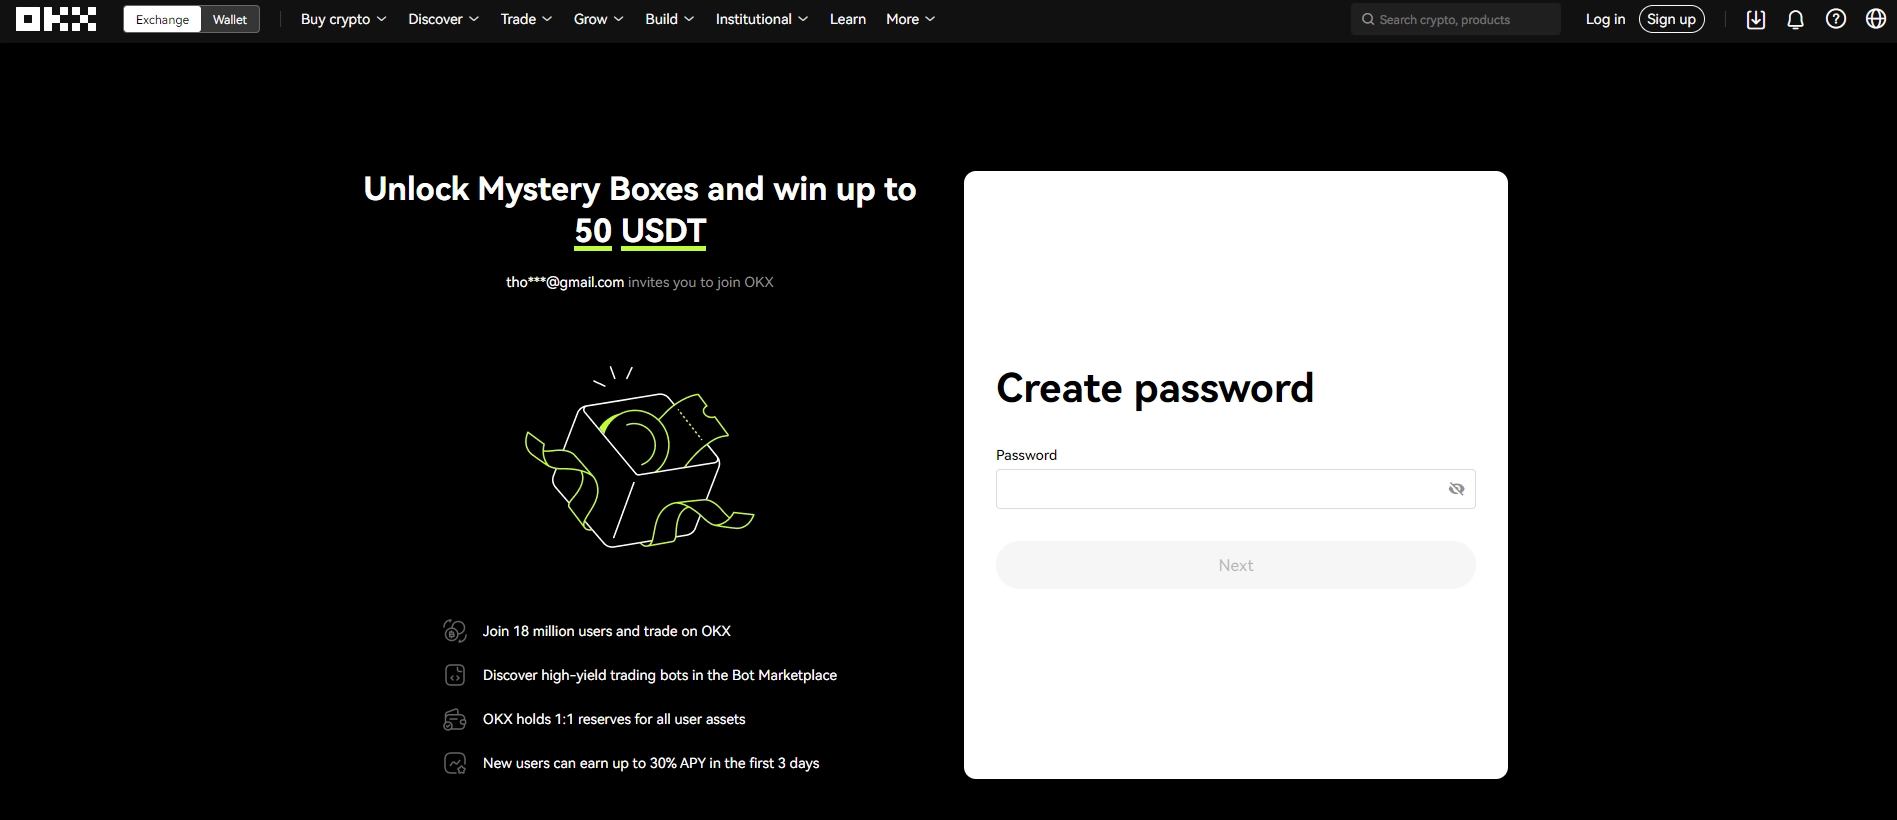 OKX
Exchange Wallet Buy crypto Discover Trade Grow Build Institutional Learn More Search crypto, products Log in Sign up
Unlock Mystery Boxes and win up to
50 USDT
tho***@gmail.com invites you to join OKX
Join 18 million users and trade on OKX
Discover high-yield trading bots in the Bot Marketplace
OKX holds 1:1 reserves for all user assets
New users can earn up to 30% APY in the first 3 days
Create password
Password
Next